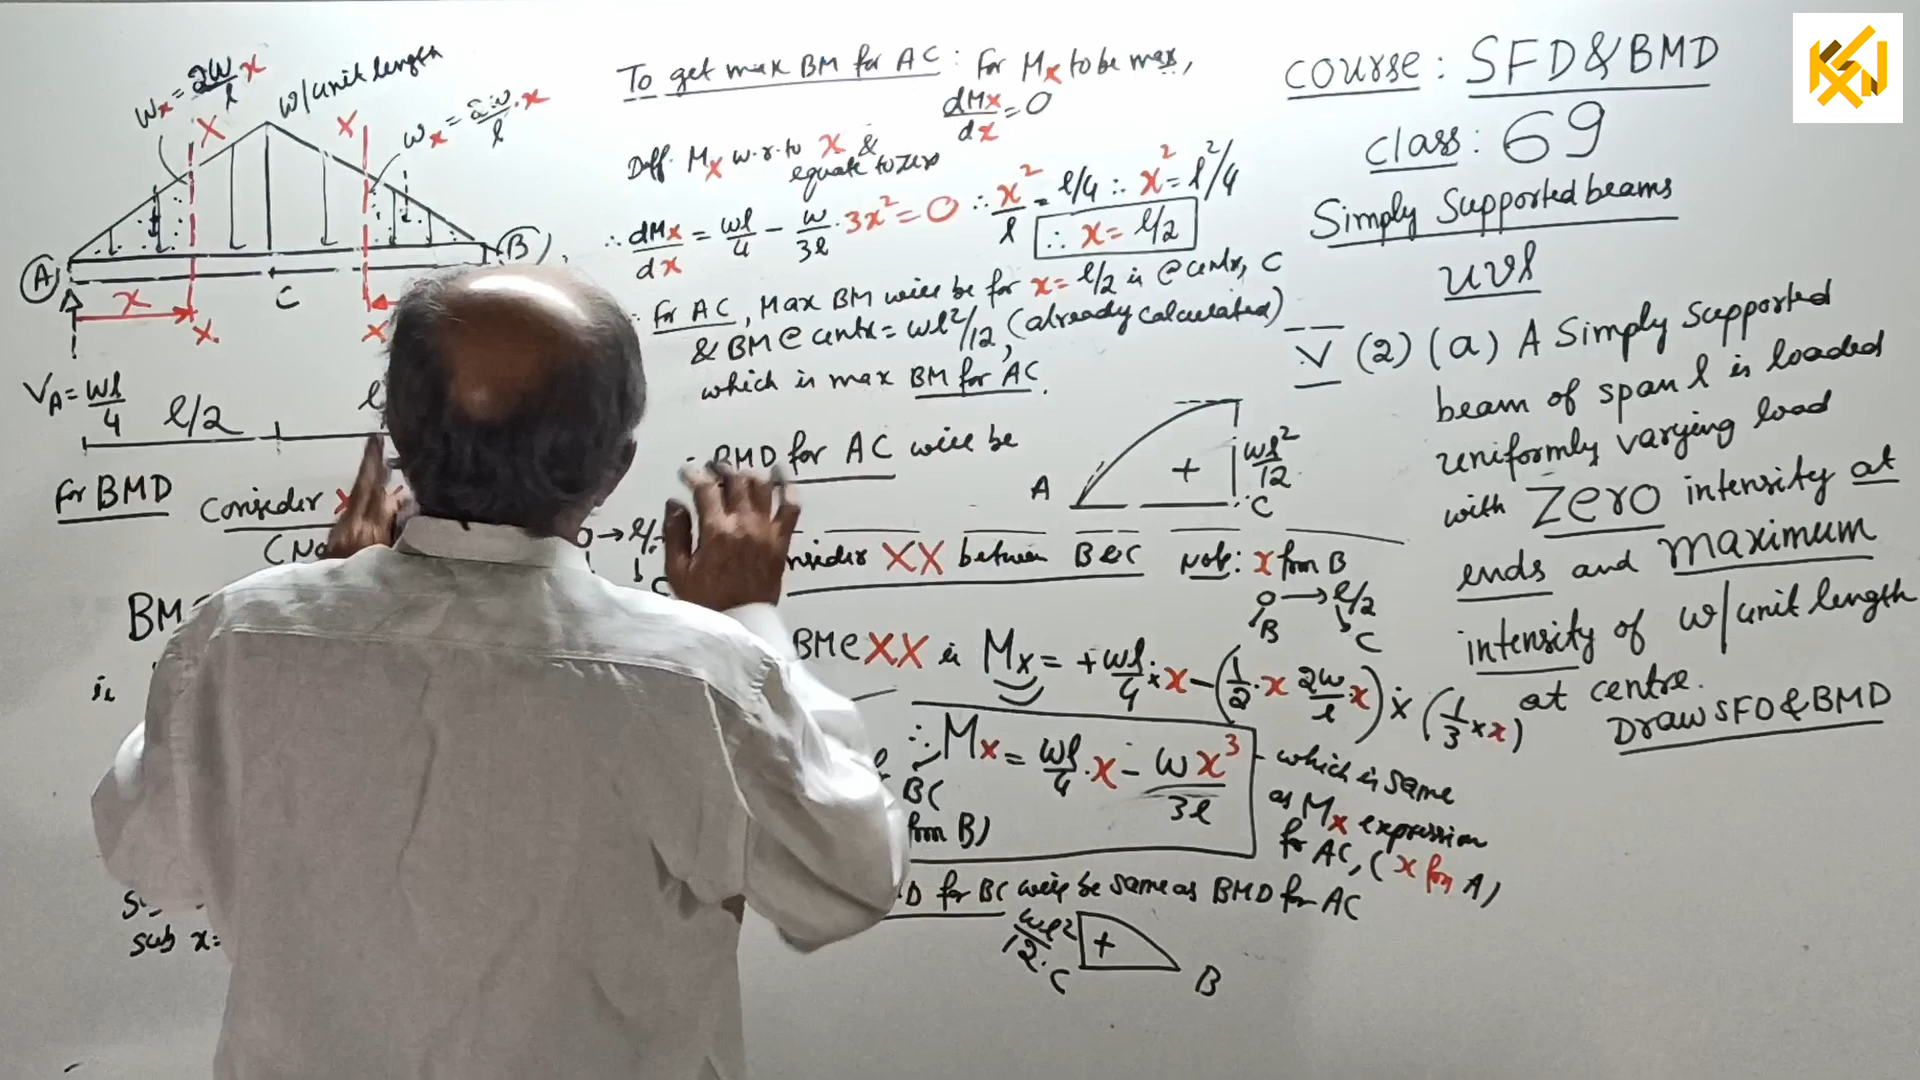 Wx = 2w/l x
w/unit length
Wx = 2w/l . x
X
X
A
B
x
C
X
X
VA = wl/4
l/2
For BMD
Consider
BM
is
sub x=
To get max BM for AC : For Mx to be max,
dMx/dx = 0
Diff. Mx w.r.to x &
equate to zero
∴ dMx/dx = wl/4 - w/3l . 3x² = 0 ∴ x²/l = l/4 ∴ x² = l²/4
∴ x = l/2
For AC, Max BM will be for x = l/2 is @ centre, C
& BM @ centre = wl²/12, (already calculated)
which is max BM for AC.
BMD for AC will be
A
+
wl²/12
C
XX between B & C Note: x from B
0 → l/2
B C
BM @ XX is Mx = + wl/4 × x - (1/2 . x 2w/l . x) × (1/3 × x)
∴ Mx = wl/4 . x - wx³/3l
BC
from B)
which is same
as Mx expression
for AC, (x from A)
for BC will be same as BMD for AC
wl²/12
+
C
B
Course : SFD & BMD
Class : 69
Simply Supported beams
uvl
V (2) (a) A Simply Supported
beam of span l is loaded
uniformly varying load
with Zero intensity at
ends and maximum
intensity of w/unit length
at centre.
Draw SFD & BMD